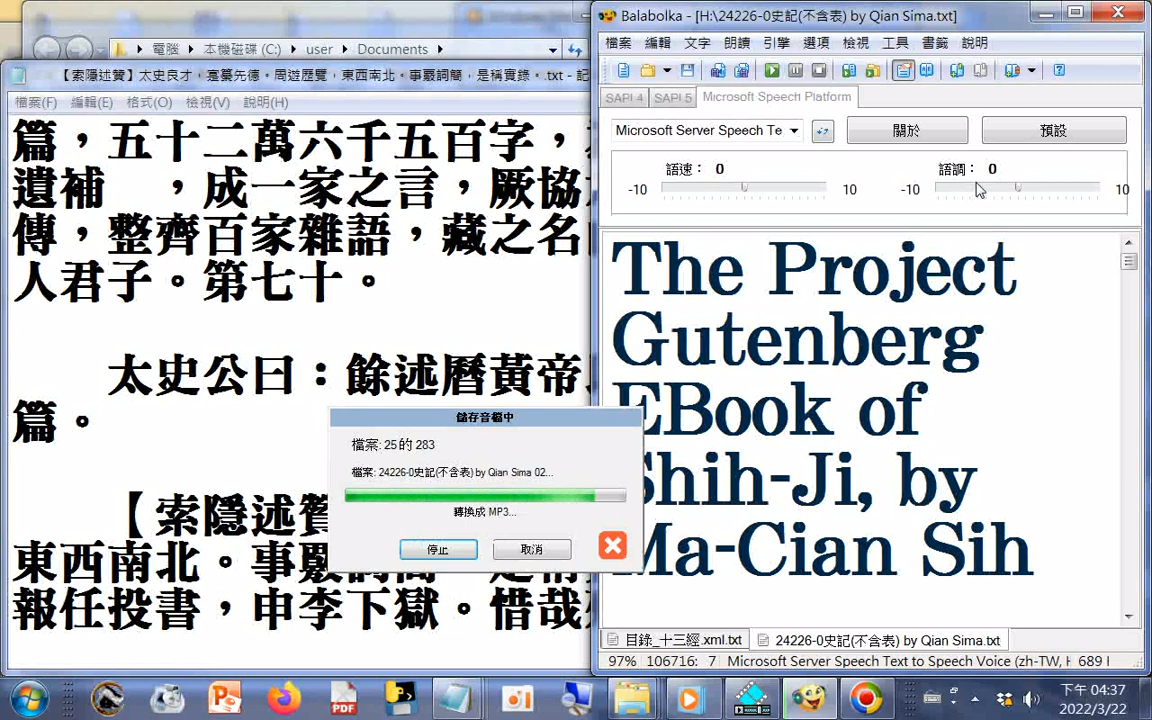 電腦 本機磁碟 (C:) user Documents
【索隱述贊】太史良才，寔纂先德。周遊歷覽，東西南北。事覈詞簡，是稱實錄。.txt - 記
檔案(F) 編輯(E) 格式(O) 檢視(V) 說明(H)
篇，五十二萬六千五百字，
遺補　，成一家之言，厥協
傳，整齊百家雜語，藏之名
人君子。第七十。
太史公曰：餘述曆黃帝
篇。
【索隱述贊
東西南北。事覈
報任投書，申李下獄。惜哉
Balabolka - [H:\24226-0史記(不含表) by Qian Sima.txt]
檔案 編輯 文字 朗讀 引擎 選項 檢視 工具 書籤 說明
SAPI 4 SAPI 5 Microsoft Speech Platform
Microsoft Server Speech Te 關於 預設
語速： 0 語調： 0
-10 10 -10 10
The Project
Gutenberg
EBook of
Shih-Ji, by
Ma-Cian Sih
儲存音檔中
檔案: 25的 283
檔案: 24226-0史記(不含表) by Qian Sima 02...
轉換成 MP3...
停止 取消
目錄_十三經.xml.txt 24226-0史記(不含表) by Qian Sima.txt
97% 106716: 7 Microsoft Server Speech Text to Speech Voice (zh-TW, H 689 l
PDF
下午 04:37
2022/3/22